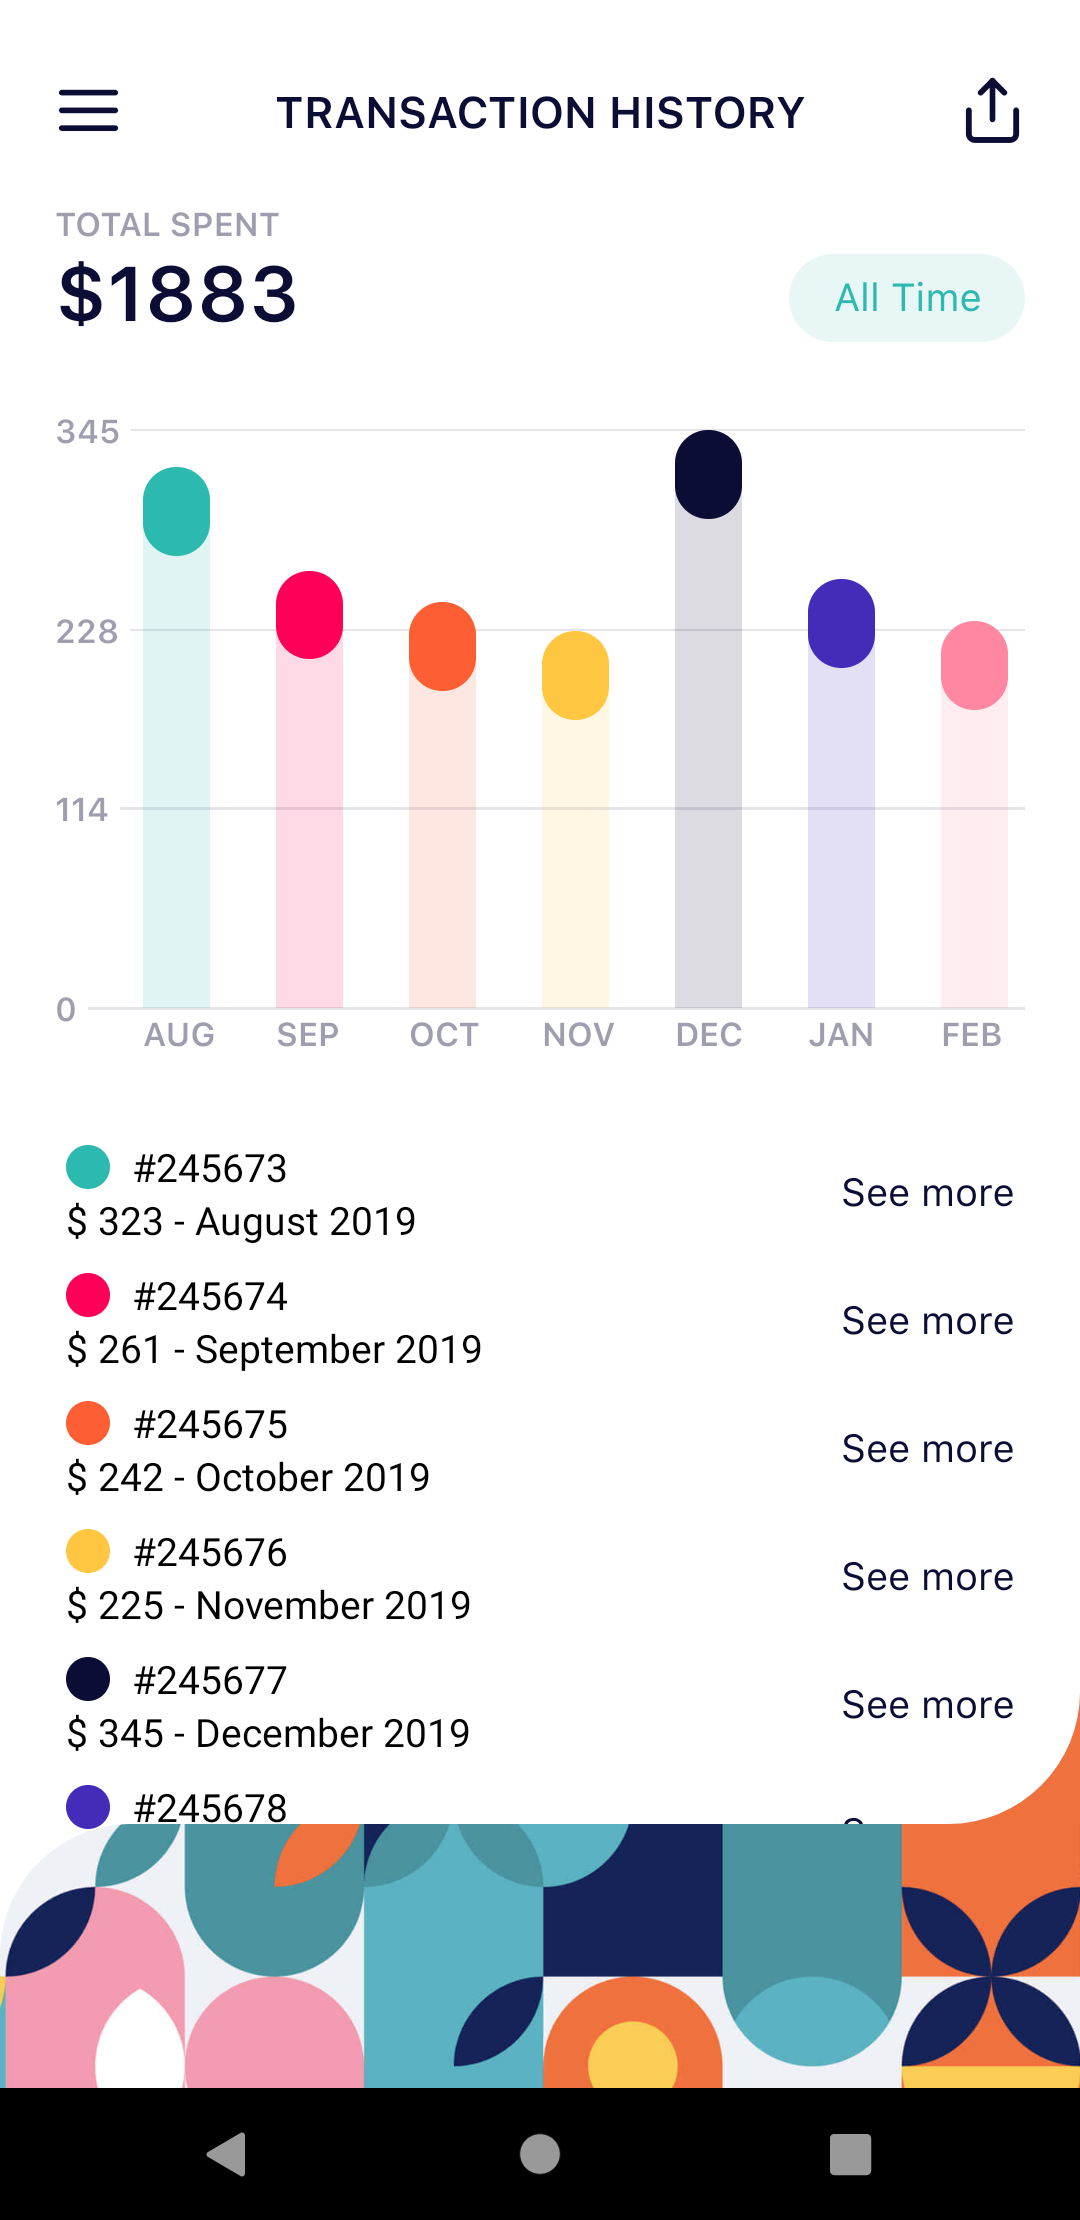 TRANSACTION HISTORY
TOTAL SPENT
$1883
All Time
345
228
114
0
AUG SEP OCT NOV DEC JAN FEB
#245673
$ 323 - August 2019
See more
#245674
$ 261 - September 2019
See more
#245675
$ 242 - October 2019
See more
#245676
$ 225 - November 2019
See more
#245677
$ 345 - December 2019
See more
#245678